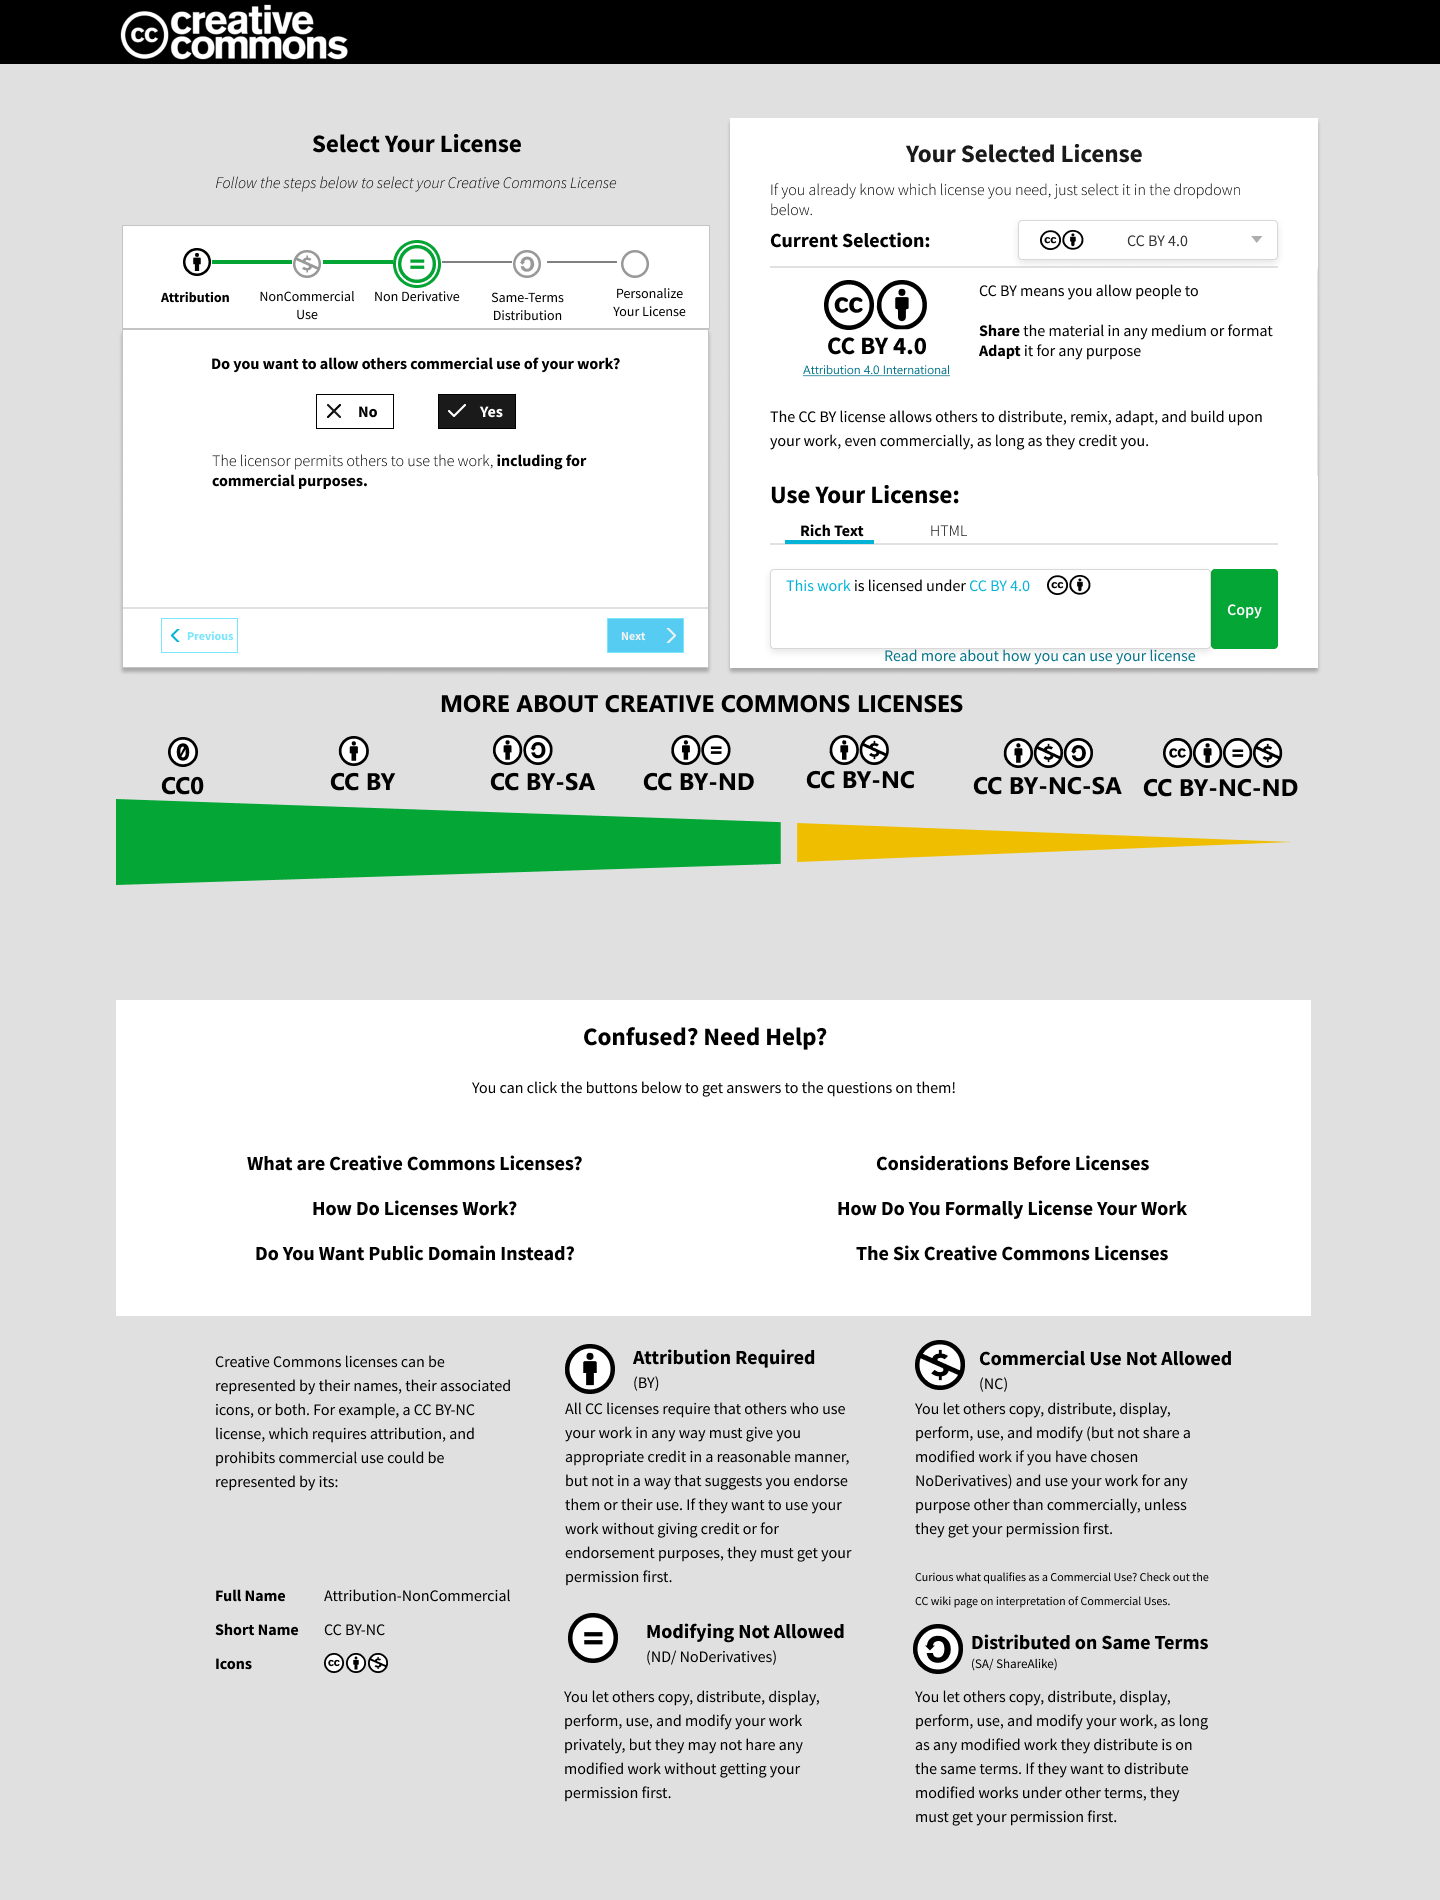 creative
commons
Select Your License
Follow the steps below to select your Creative Commons License
Attribution
NonCommercial
Use
Non Derivative
Same-Terms
Distribution
Personalize
Your License
Do you want to allow others commercial use of your work?
No
Yes
The licensor permits others to use the work, including for
commercial purposes.
Previous
Next
Your Selected License
If you already know which license you need, just select it in the dropdown
below.
Current Selection:
CC BY 4.0
CC BY 4.0
Attribution 4.0 International
CC BY means you allow people to
Share the material in any medium or format
Adapt it for any purpose
The CC BY license allows others to distribute, remix, adapt, and build upon
your work, even commercially, as long as they credit you.
Use Your License:
Rich Text
HTML
This work is licensed under CC BY 4.0
Copy
Read more about how you can use your license
MORE ABOUT CREATIVE COMMONS LICENSES
CC0
CC BY
CC BY-SA
CC BY-ND
CC BY-NC
CC BY-NC-SA
CC BY-NC-ND
Confused? Need Help?
You can click the buttons below to get answers to the questions on them!
What are Creative Commons Licenses?
How Do Licenses Work?
Do You Want Public Domain Instead?
Considerations Before Licenses
How Do You Formally License Your Work
The Six Creative Commons Licenses
Creative Commons licenses can be
represented by their names, their associated
icons, or both. For example, a CC BY-NC
license, which requires attribution, and
prohibits commercial use could be
represented by its:
Full Name Attribution-NonCommercial
Short Name CC BY-NC
Icons
Attribution Required
(BY)
All CC licenses require that others who use
your work in any way must give you
appropriate credit in a reasonable manner,
but not in a way that suggests you endorse
them or their use. If they want to use your
work without giving credit or for
endorsement purposes, they must get your
permission first.
Modifying Not Allowed
(ND/ NoDerivatives)
You let others copy, distribute, display,
perform, use, and modify your work
privately, but they may not hare any
modified work without getting your
permission first.
Commercial Use Not Allowed
(NC)
You let others copy, distribute, display,
perform, use, and modify (but not share a
modified work if you have chosen
NoDerivatives) and use your work for any
purpose other than commercially, unless
they get your permission first.
Curious what qualifies as a Commercial Use? Check out the
CC wiki page on interpretation of Commercial Uses.
Distributed on Same Terms
(SA/ ShareAlike)
You let others copy, distribute, display,
perform, use, and modify your work, as long
as any modified work they distribute is on
the same terms. If they want to distribute
modified works under other terms, they
must get your permission first.